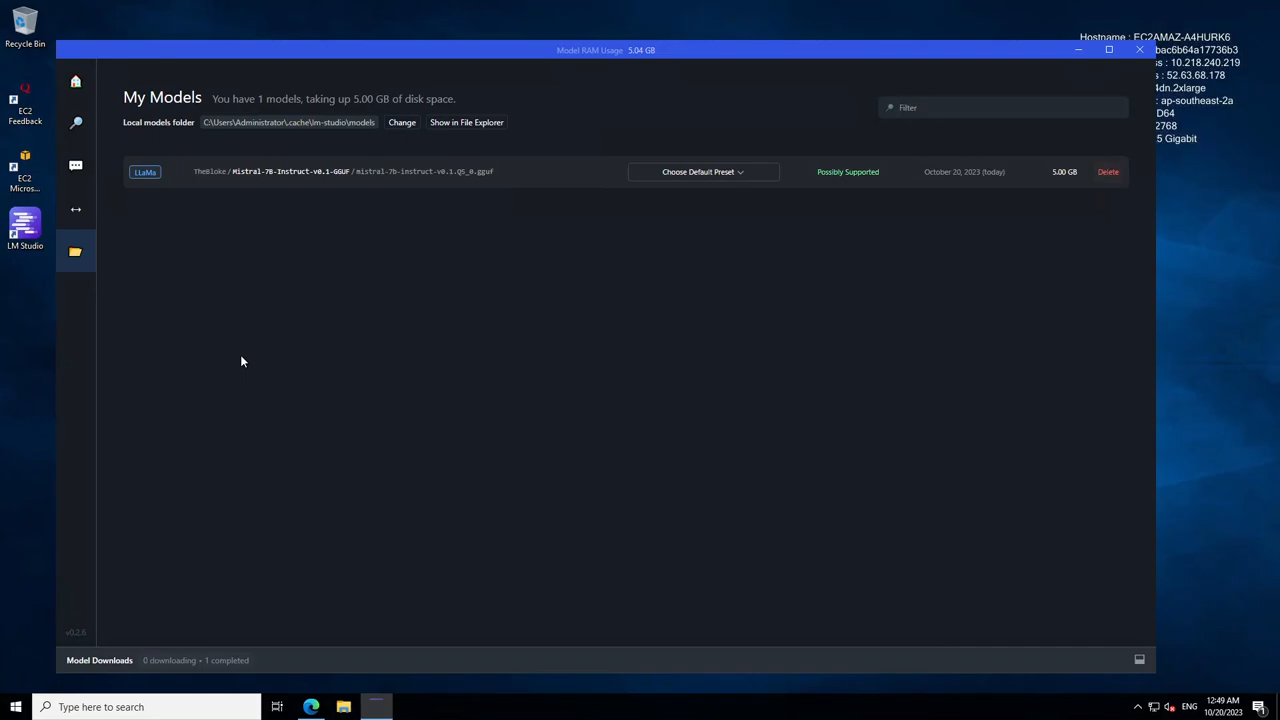 Recycle Bin
EC2
Feedback
EC2
Micros...
LM Studio
Hostname : EC2AMAZ-A4HURK6
bac6b64a17736b3
ss : 10.218.240.219
: 52.63.68.178
4dn.2xlarge
: ap-southeast-2a
D64
2768
5 Gigabit
Model RAM Usage 5.04 GB
My Models You have 1 models, taking up 5.00 GB of disk space.
Filter
Local models folder C:\Users\Administrator\.cache\lm-studio\models Change Show in File Explorer
LLaMa TheBloke/Mistral-7B-Instruct-v0.1-GGUF/mistral-7b-instruct-v0.1.Q5_0.gguf Choose Default Preset Possibly Supported October 20, 2023 (today) 5.00 GB Delete
v0.2.6
Model Downloads 0 downloading • 1 completed
Type here to search
ENG
12:49 AM
10/20/2023
1